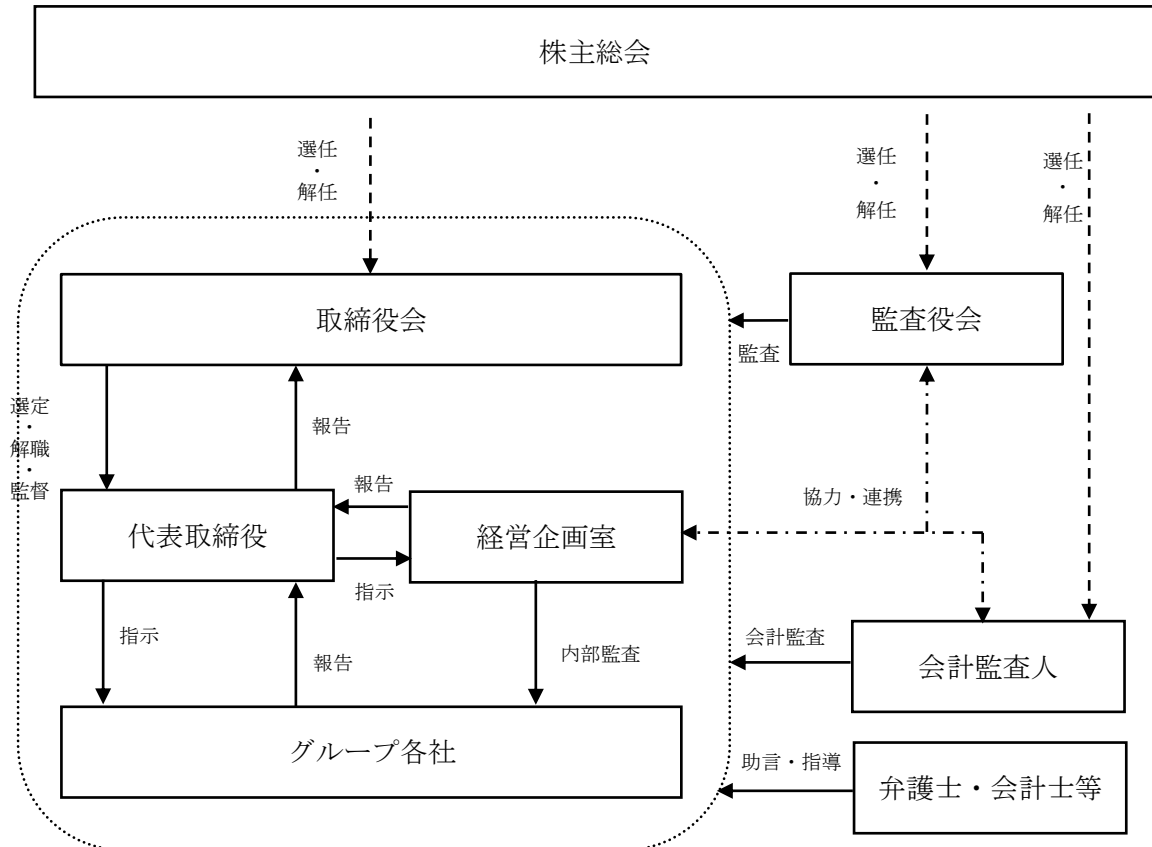 株主総会
選任
・
解任
選任
・
解任
選任
・
解任
取締役会
監査役会
監査
選定
・
解職
・
監督
報告
報告
協力・連携
代表取締役
経営企画室
指示
指示
報告
内部監査
会計監査
会計監査人
グループ各社
助言・指導
弁護士・会計士等